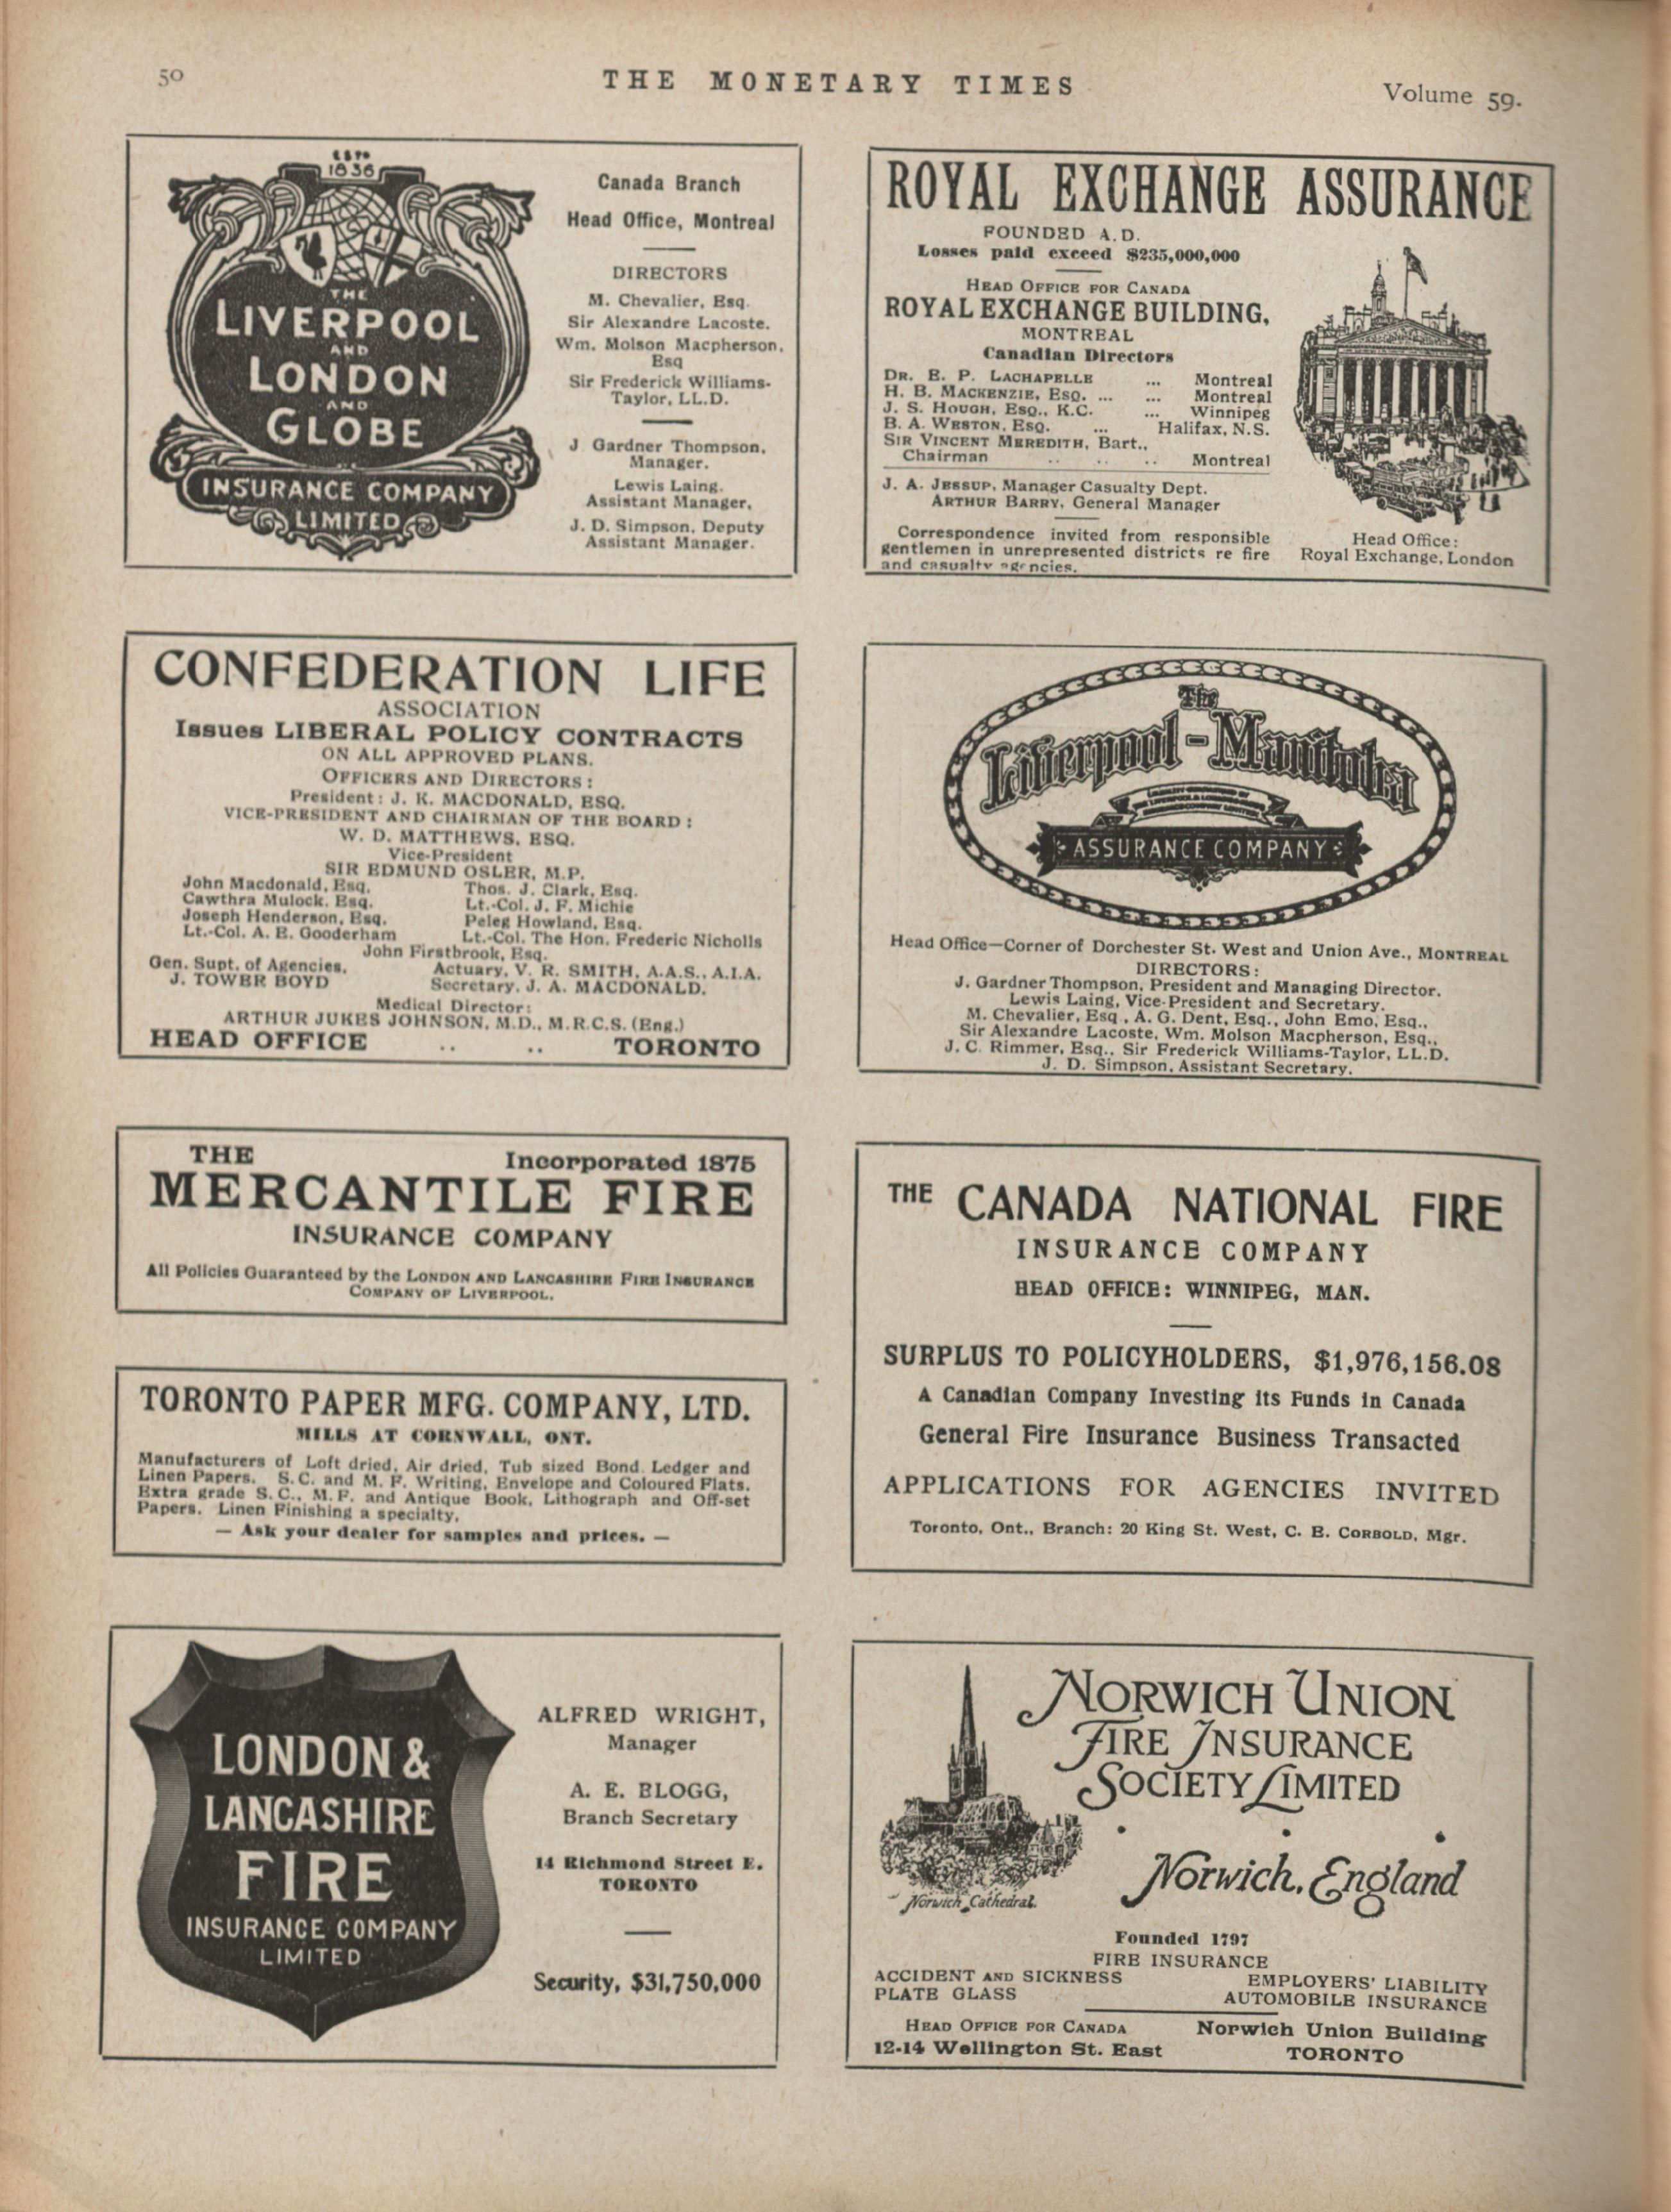 50
THE MONETARY TIMES
Volume 59.
ESTD
1836
THE
LIVERPOOL
AND
LONDON
AND
GLOBE
INSURANCE COMPANY
LIMITED
Canada Branch
Head Office, Montreal
DIRECTORS
M. Chevalier, Esq.
Sir Alexandre Lacoste.
Wm. Molson Macpherson,
Esq
Sir Frederick Williams-
Taylor, LL.D.
J Gardner Thompson,
Manager.
Lewis Laing.
Assistant Manager,
J. D. Simpson, Deputy
Assistant Manager.
ROYAL EXCHANGE ASSURANCE
FOUNDED A.D.
Losses paid exceed $235,000,000
HEAD OFFICE FOR CANADA
ROYAL EXCHANGE BUILDING,
MONTREAL
Canadian Directors
DR. E. P. LACHAPELLE ... Montreal
H. B. MACKENZIE, ESQ. ... ... Montreal
J. S. HOUGH, ESQ., K.C. ... Winnipeg
B. A. WESTON, ESQ. ... Halifax, N.S.
SIR VINCENT MEREDITH, Bart.,
Chairman .. .. .. Montreal
J. A. JESSUP, Manager Casualty Dept.
ARTHUR BARRY, General Manager
Correspondence invited from responsible
gentlemen in unrepresented districts re fire
and casualty agencies.
Head Office:
Royal Exchange, London
CONFEDERATION LIFE
ASSOCIATION
Issues LIBERAL POLICY CONTRACTS
ON ALL APPROVED PLANS.
OFFICERS AND DIRECTORS:
President: J. K. MACDONALD, ESQ.
VICE-PRESIDENT AND CHAIRMAN OF THE BOARD:
W. D. MATTHEWS, ESQ.
Vice-President
SIR EDMUND OSLER, M.P.
John Macdonald, Esq. Thos. J. Clark, Esq.
Cawthra Mulock, Esq. Lt.-Col. J. F. Michie
Joseph Henderson, Esq. Peleg Howland, Esq.
Lt.-Col. A. E. Gooderham Lt.-Col. The Hon. Frederic Nicholls
John Firstbrook, Esq.
Gen. Supt. of Agencies, Actuary, V. R. SMITH, A.A.S., A.I.A.
J. TOWER BOYD Secretary, J. A. MACDONALD,
Medical Director:
ARTHUR JUKES JOHNSON, M.D., M.R.C.S. (Eng.)
HEAD OFFICE .. .. TORONTO
The
Liverpool-Manitoba
ASSURANCE COMPANY
Head Office—Corner of Dorchester St. West and Union Ave., MONTREAL
DIRECTORS:
J. Gardner Thompson, President and Managing Director.
Lewis Laing, Vice-President and Secretary.
M. Chevalier, Esq., A. G. Dent, Esq., John Emo, Esq.,
Sir Alexandre Lacoste, Wm. Molson Macpherson, Esq.,
J. C. Rimmer, Esq., Sir Frederick Williams-Taylor, LL.D.
J. D. Simpson, Assistant Secretary.
THE Incorporated 1875
MERCANTILE FIRE
INSURANCE COMPANY
All Policies Guaranteed by the LONDON AND LANCASHIRE FIRE INSURANCE
COMPANY OF LIVERPOOL.
THE CANADA NATIONAL FIRE
INSURANCE COMPANY
HEAD OFFICE: WINNIPEG, MAN.
SURPLUS TO POLICYHOLDERS, $1,976,156.08
A Canadian Company Investing its Funds in Canada
General Fire Insurance Business Transacted
APPLICATIONS FOR AGENCIES INVITED
Toronto, Ont., Branch: 20 King St. West, C. E. CORBOLD, Mgr.
TORONTO PAPER MFG. COMPANY, LTD.
MILLS AT CORNWALL, ONT.
Manufacturers of Loft dried, Air dried, Tub sized Bond, Ledger and
Linen Papers. S.C. and M. F. Writing, Envelope and Coloured Flats.
Extra grade S. C., M. F. and Antique Book, Lithograph and Off-set
Papers. Linen Finishing a specialty.
— Ask your dealer for samples and prices. —
LONDON &
LANCASHIRE
FIRE
INSURANCE COMPANY
LIMITED
ALFRED WRIGHT,
Manager
A. E. BLOGG,
Branch Secretary
14 Richmond Street E.
TORONTO
Security, $31,750,000
NORWICH UNION
FIRE INSURANCE
SOCIETY LIMITED
Norwich, England
Norwich Cathedral.
Founded 1797
FIRE INSURANCE
ACCIDENT AND SICKNESS EMPLOYERS' LIABILITY
PLATE GLASS AUTOMOBILE INSURANCE
HEAD OFFICE FOR CANADA Norwich Union Building
12-14 Wellington St. East TORONTO